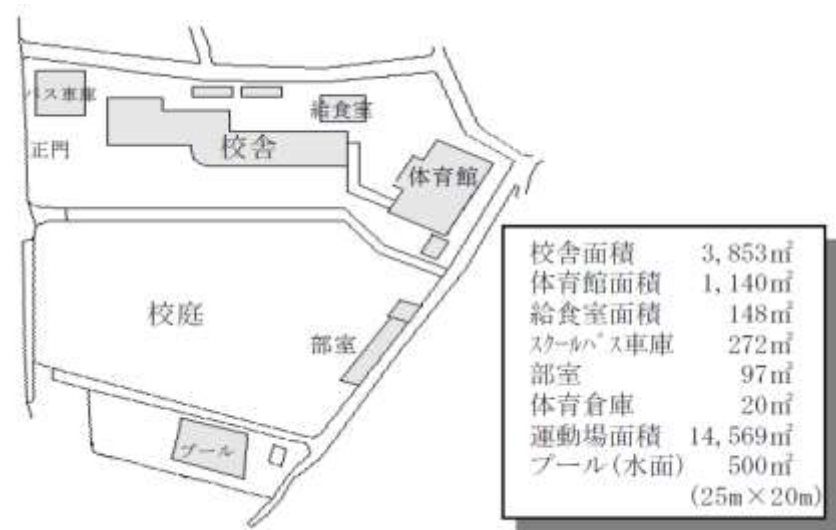 バス車庫
給食室
正門
校舎
体育館
校庭
部室
プール
校舎面積 3,853㎡
体育館面積 1,140㎡
給食室面積 148㎡
スクールバス車庫 272㎡
部室 97㎡
体育倉庫 20㎡
運動場面積 14,569㎡
プール(水面) 500㎡
(25m×20m)